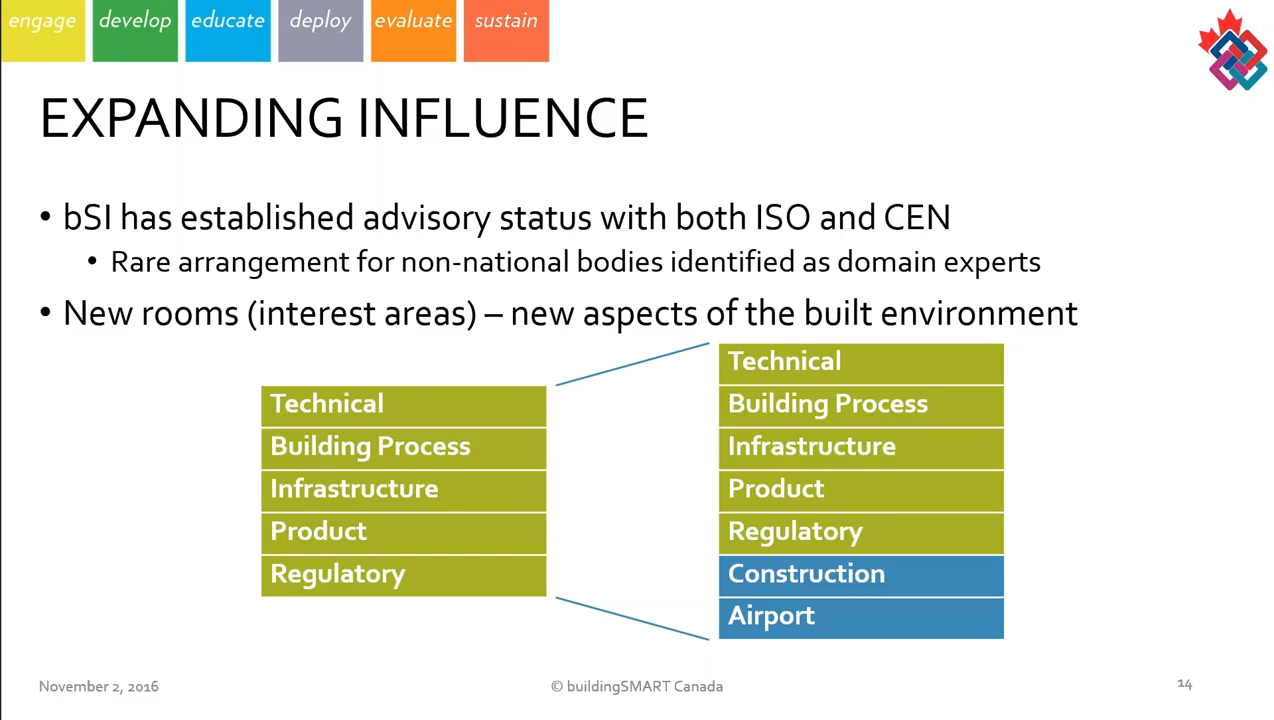 engage develop educate deploy evaluate sustain
EXPANDING INFLUENCE
• bSI has established advisory status with both ISO and CEN
• Rare arrangement for non-national bodies identified as domain experts
• New rooms (interest areas) – new aspects of the built environment
Technical
Building Process
Infrastructure
Product
Regulatory
Technical
Building Process
Infrastructure
Product
Regulatory
Construction
Airport
November 2, 2016
© buildingSMART Canada
14